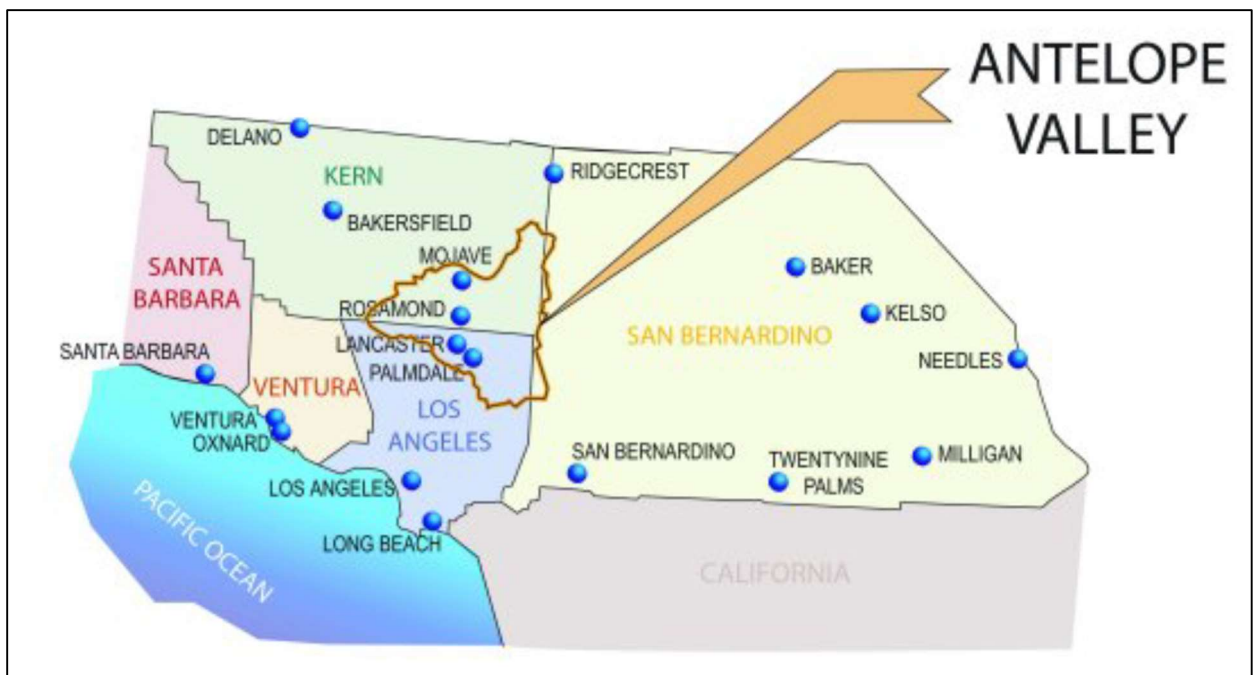 ANTELOPE
VALLEY
DELANO
KERN
RIDGECREST
BAKERSFIELD
MOJAVE
SANTA
BARBARA
BAKER
ROSAMOND
KELSO
SAN BERNARDINO
LANCASTER
SANTA BARBARA
PALMDALE
NEEDLES
VENTURA
LOS
ANGELES
VENTURA
OXNARD
SAN BERNARDINO
TWENTYNINE
PALMS
MILLIGAN
LOS ANGELES
PACIFIC OCEAN
LONG BEACH
CALIFORNIA